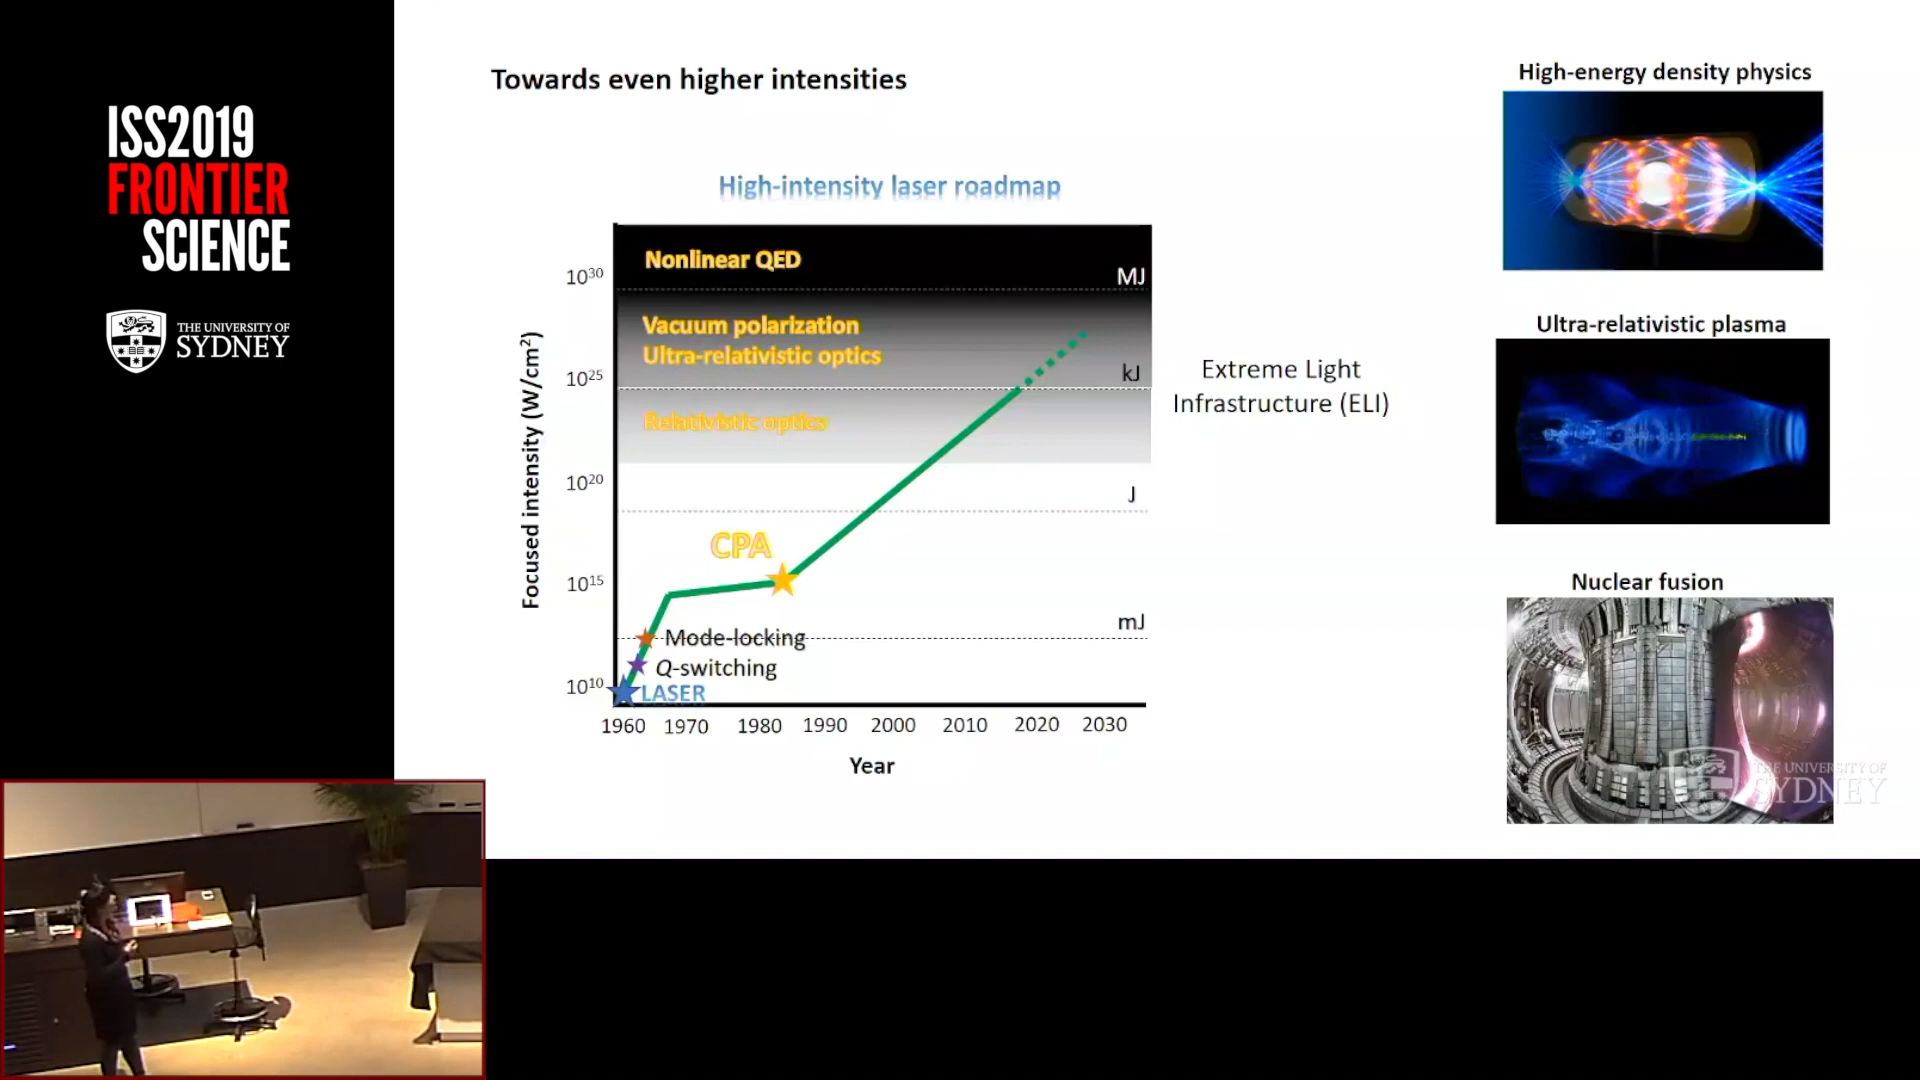 ISS2019
FRONTIER
SCIENCE
THE UNIVERSITY OF
SYDNEY
Towards even higher intensities
High-intensity laser roadmap
Focused intensity (W/cm²)
10³⁰
10²⁵
10²⁰
10¹⁵
10¹⁰
Nonlinear QED
MJ
Vacuum polarization
Ultra-relativistic optics
kJ
Relativistic optics
J
CPA
mJ
Mode-locking
Q-switching
LASER
1960 1970 1980 1990 2000 2010 2020 2030
Year
Extreme Light
Infrastructure (ELI)
High-energy density physics
Ultra-relativistic plasma
Nuclear fusion
THE UNIVERSITY OF
SYDNEY